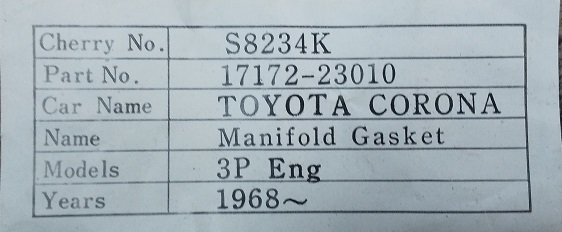 Cherry No. S8234K
Part No. 17172-23010
Car Name TOYOTA CORONA
Name Manifold Gasket
Models 3P Eng
Years 1968~